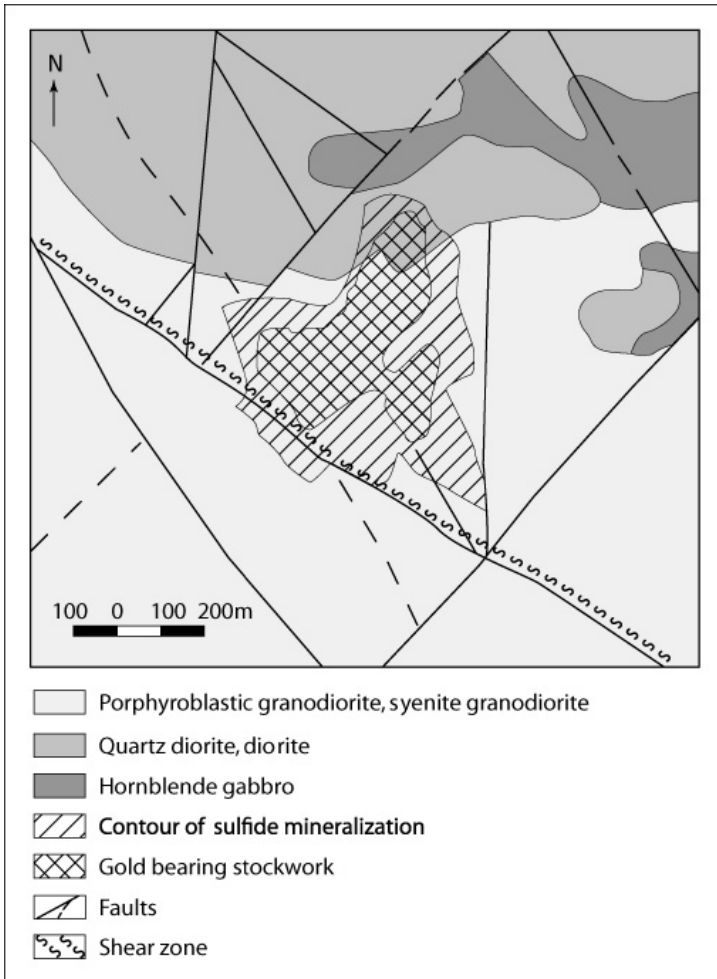 N
100 0 100 200m
Porphyroblastic granodiorite, syenite granodiorite
Quartz diorite, diorite
Hornblende gabbro
Contour of sulfide mineralization
Gold bearing stockwork
Faults
Shear zone